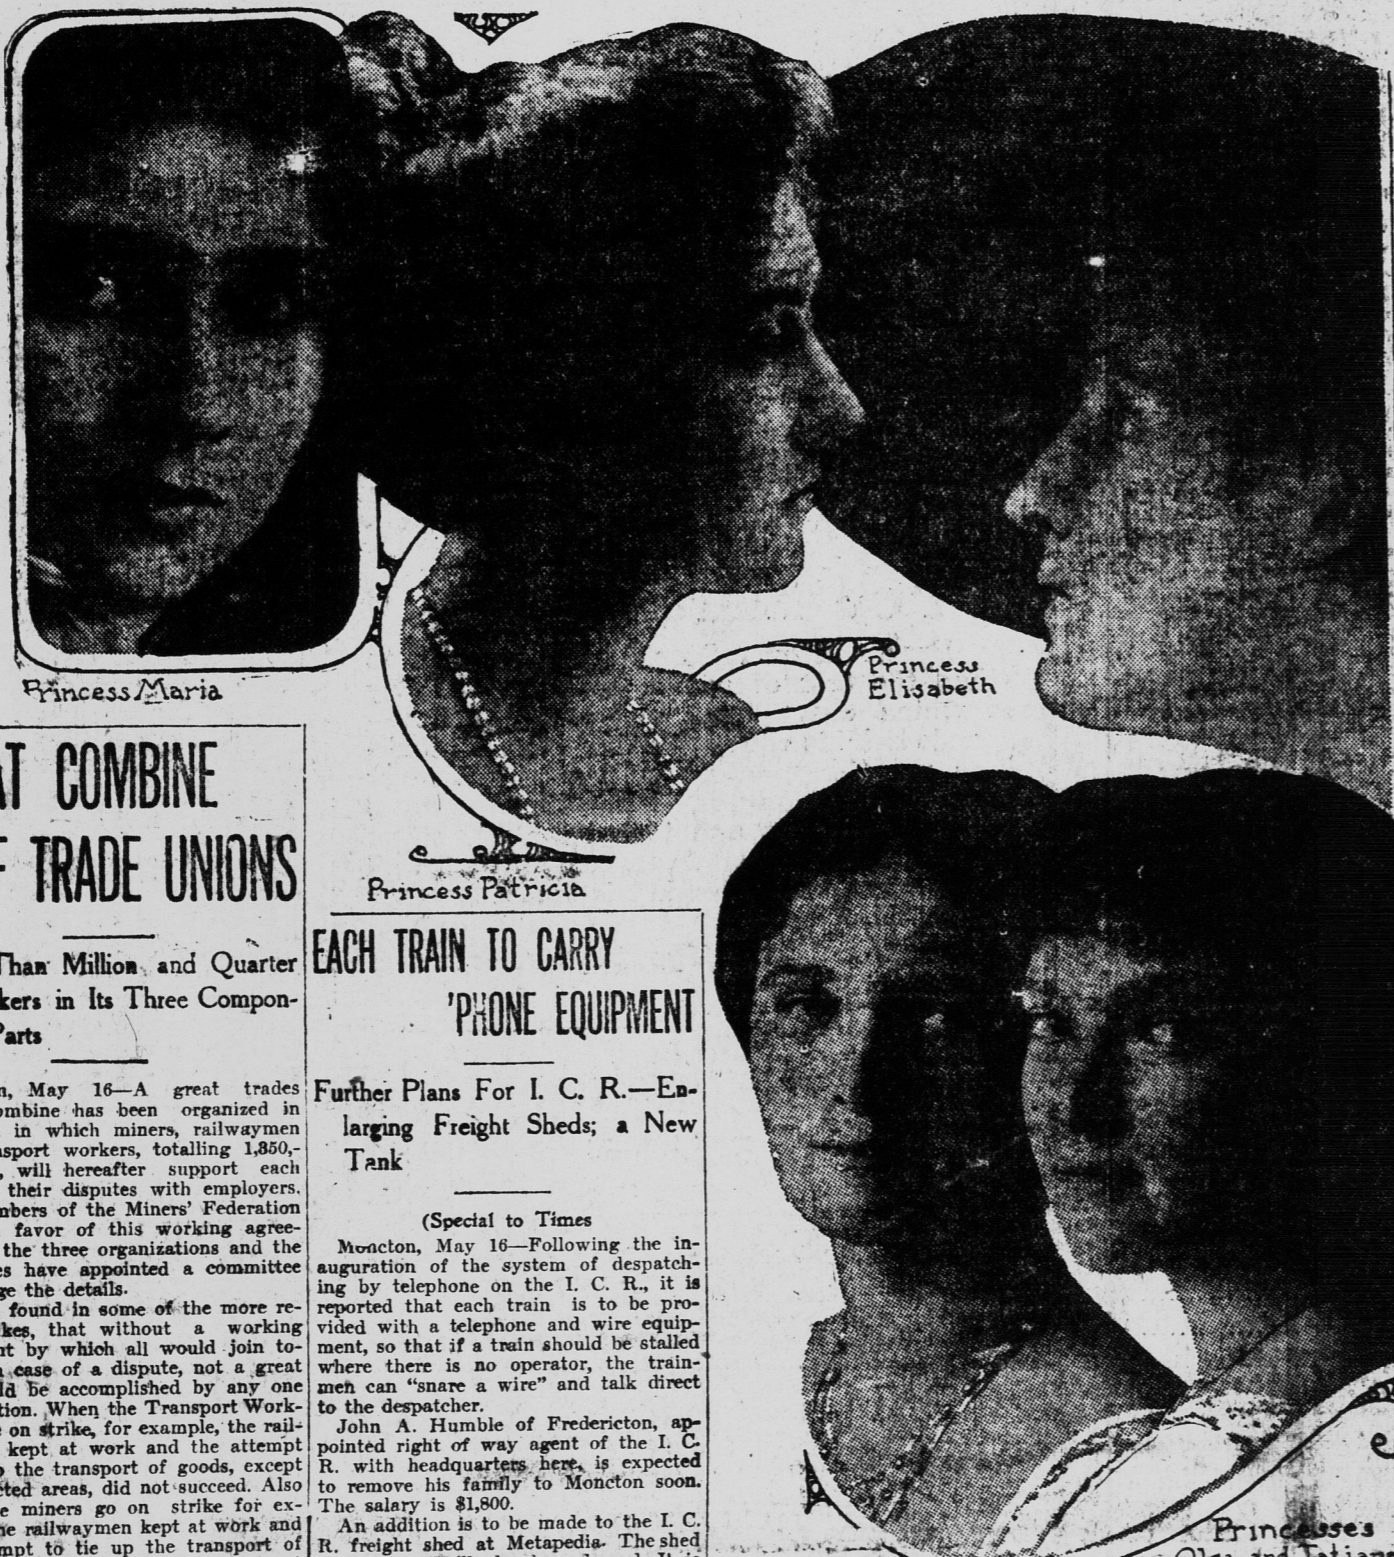 Princess Maria
Princess
Elisabeth
Princess Patricia
AT COMBINE
F TRADE UNIONS
Than Million and Quarter
kers in Its Three Compon-
Parts
n, May 16—A great trades
ombine has been organized in
in which miners, railwaymen
nsport workers, totalling 1,350,-
, will hereafter support each
their disputes with employers.
mbers of the Miners' Federation
favor of this working agree-
the three organizations and the
es have appointed a committee
ge the details.
found in some of the more re-
kes, that without a working
nt by which all would join to-
n case of a dispute, not a great
ld be accomplished by any one
tion. When the Transport Work-
e on strike, for example, the rail-
kept at work and the attempt
o the transport of goods, except
cted areas, did not succeed. Also
e miners go on strike for ex-
he railwaymen kept at work and
mpt to tie up the transport of
EACH TRAIN TO CARRY
'PHONE EQUIPMENT
Further Plans For I. C. R.—En-
larging Freight Sheds; a New
Tank
(Special to Times
Moncton, May 16—Following the in-
auguration of the system of despatch-
ing by telephone on the I. C. R., it is
reported that each train is to be pro-
vided with a telephone and wire equip-
ment, so that if a train should be stalled
where there is no operator, the train-
men can “snare a wire” and talk direct
to the despatcher.
John A. Humble of Fredericton, ap-
pointed right of way agent of the I. C.
R. with headquarters here, is expected
to remove his family to Moncton soon.
The salary is $1,800.
An addition is to be made to the I. C.
R. freight shed at Metapedia. The shed
Princesses
Olga and Tatiana